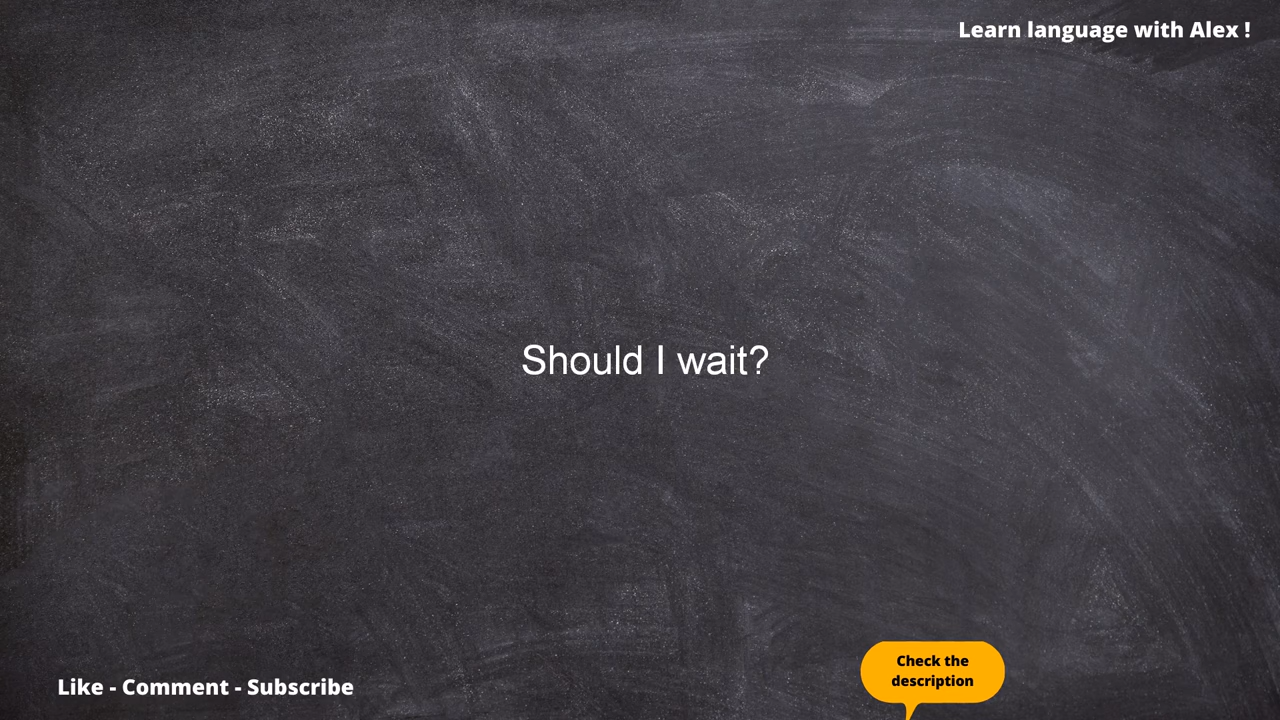 Learn language with Alex !
Should I wait?
Check the
description
Like - Comment - Subscribe